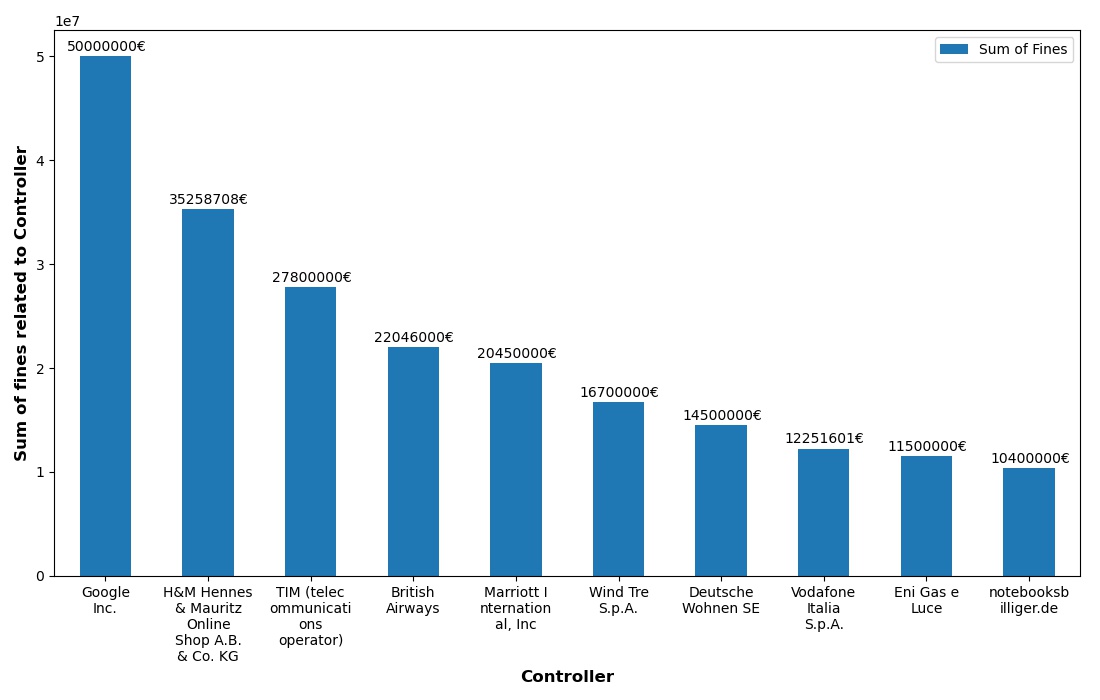 1e7
50000000€
Sum of Fines
5
35258708€
4
27800000€
3
22046000€
20450000€
16700000€
14500000€
12251601€
11500000€
10400000€
2
1
0
Sum of fines related to Controller
Google
Inc.
H&M Hennes
& Mauritz
Online
Shop A.B.
& Co. KG
TIM (telec
ommunicati
ons
operator)
British
Airways
Marriott I
nternation
al, Inc
Wind Tre
S.p.A.
Deutsche
Wohnen SE
Vodafone
Italia
S.p.A.
Eni Gas e
Luce
notebooksb
illiger.de
Controller